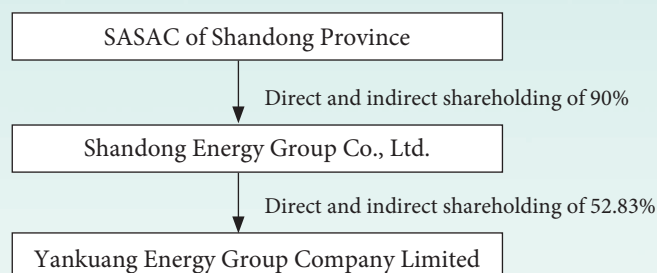 SASAC of Shandong Province
Direct and indirect shareholding of 90%
Shandong Energy Group Co., Ltd.
Direct and indirect shareholding of 52.83%
Yankuang Energy Group Company Limited